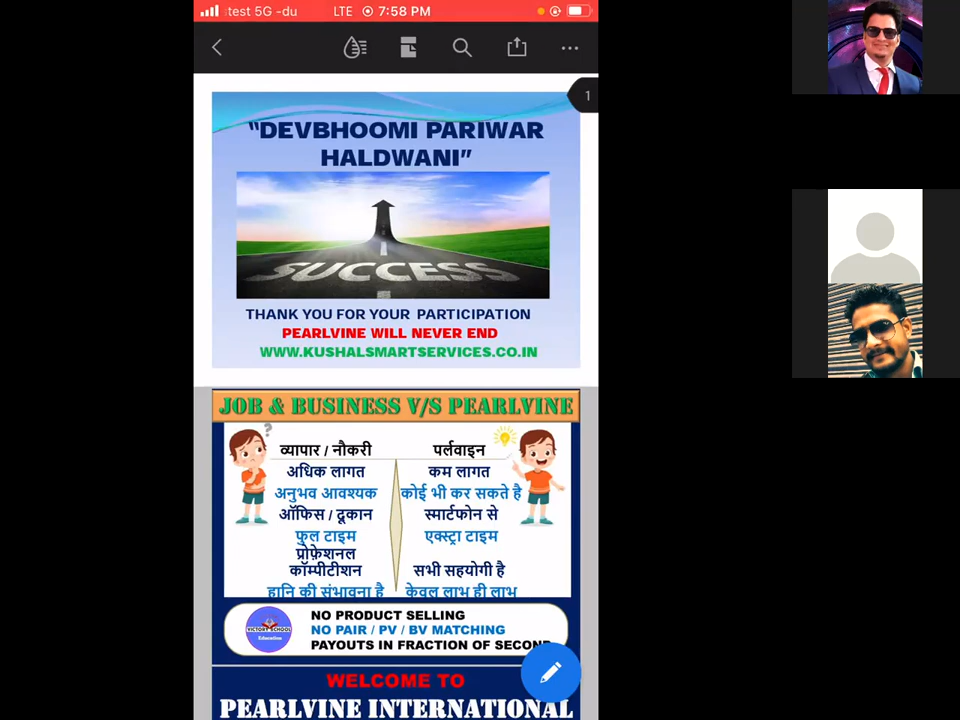 test 5G -du LTE 7:58 PM
1
"DEVBHOOMI PARIWAR
HALDWANI"
SUCCESS
THANK YOU FOR YOUR PARTICIPATION
PEARLVINE WILL NEVER END
WWW.KUSHALSMARTSERVICES.CO.IN
JOB & BUSINESS V/S PEARLVINE
व्यापार / नौकरी पर्लवाइन
अधिक लागत कम लागत
अनुभव आवश्यक कोई भी कर सकते है
ऑफिस / दूकान स्मार्टफोन से
फुल टाइम एक्स्ट्रा टाइम
प्रोफ़ेशनल
कॉम्पीटीशन सभी सहयोगी है
हानि की संभावना है केवल लाभ ही लाभ
VICTORY SCHOOL
Education
NO PRODUCT SELLING
NO PAIR / PV / BV MATCHING
PAYOUTS IN FRACTION OF SECOND
WELCOME TO
PEARLVINE INTERNATIONAL